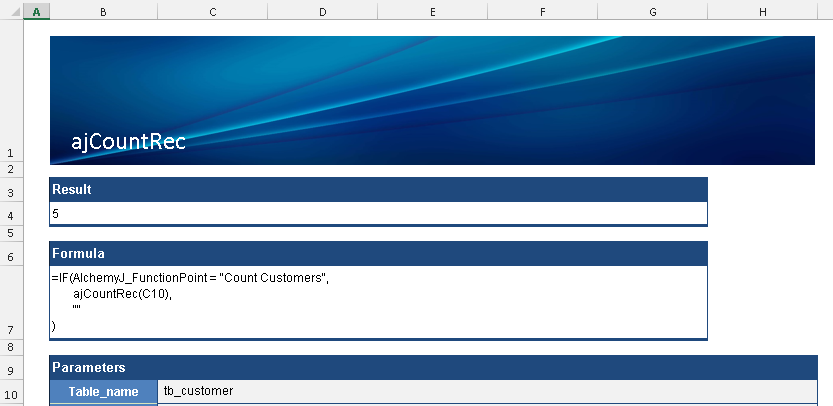 A B C D E F G H
ajCountRec
1
2
3 Result
4 5
5
6 Formula
=IF(AlchemyJ_FunctionPoint = "Count Customers",
ajCountRec(C10),
""
7 )
8
9 Parameters
10 Table_name tb_customer